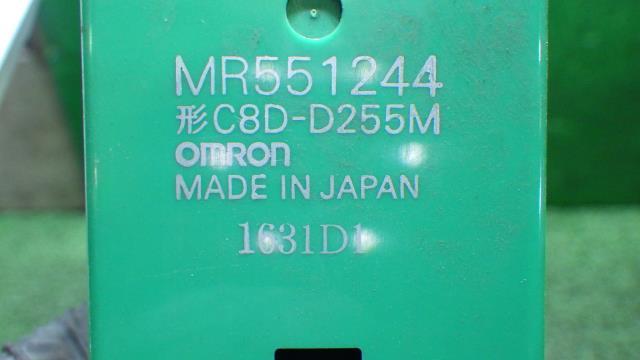 MR551244
形C8D-D255M
omron
MADE IN JAPAN
1631D1